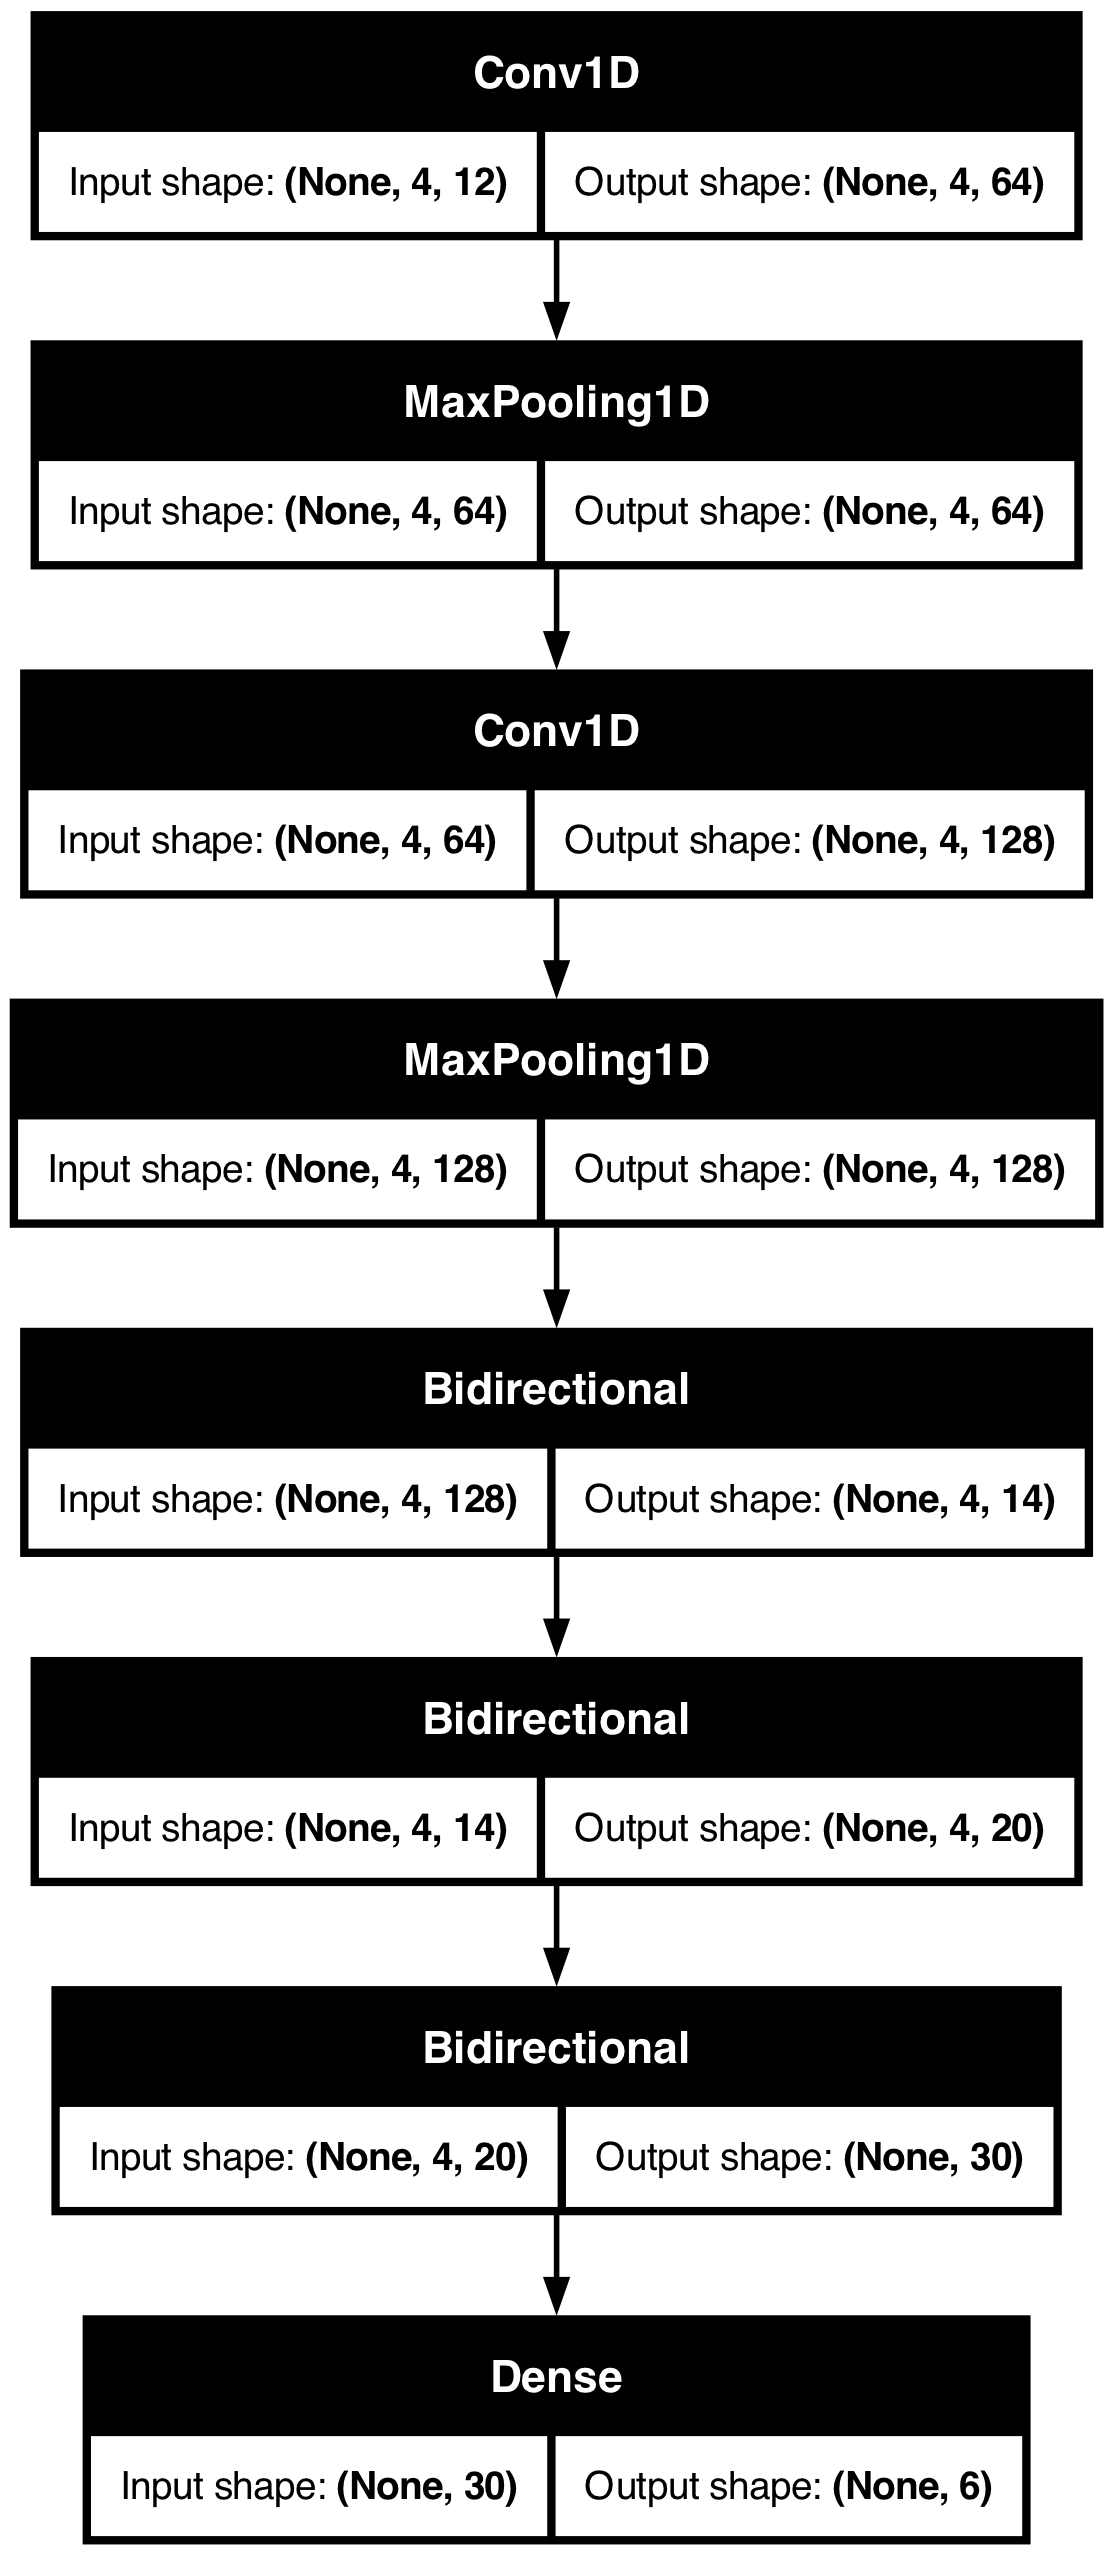 Conv1D
Input shape: (None, 4, 12) Output shape: (None, 4, 64)
MaxPooling1D
Input shape: (None, 4, 64) Output shape: (None, 4, 64)
Conv1D
Input shape: (None, 4, 64) Output shape: (None, 4, 128)
MaxPooling1D
Input shape: (None, 4, 128) Output shape: (None, 4, 128)
Bidirectional
Input shape: (None, 4, 128) Output shape: (None, 4, 14)
Bidirectional
Input shape: (None, 4, 14) Output shape: (None, 4, 20)
Bidirectional
Input shape: (None, 4, 20) Output shape: (None, 30)
Dense
Input shape: (None, 30) Output shape: (None, 6)